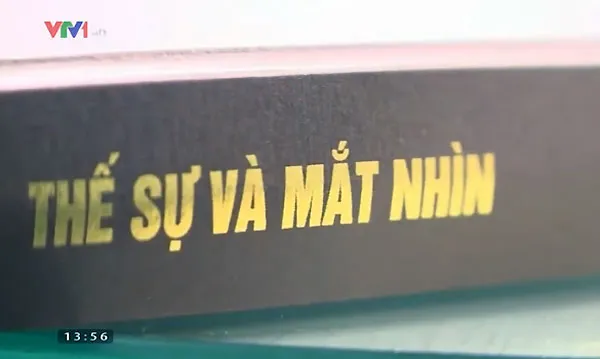 VTV1
THẾ SỰ VÀ MẮT NHÌN
13:56